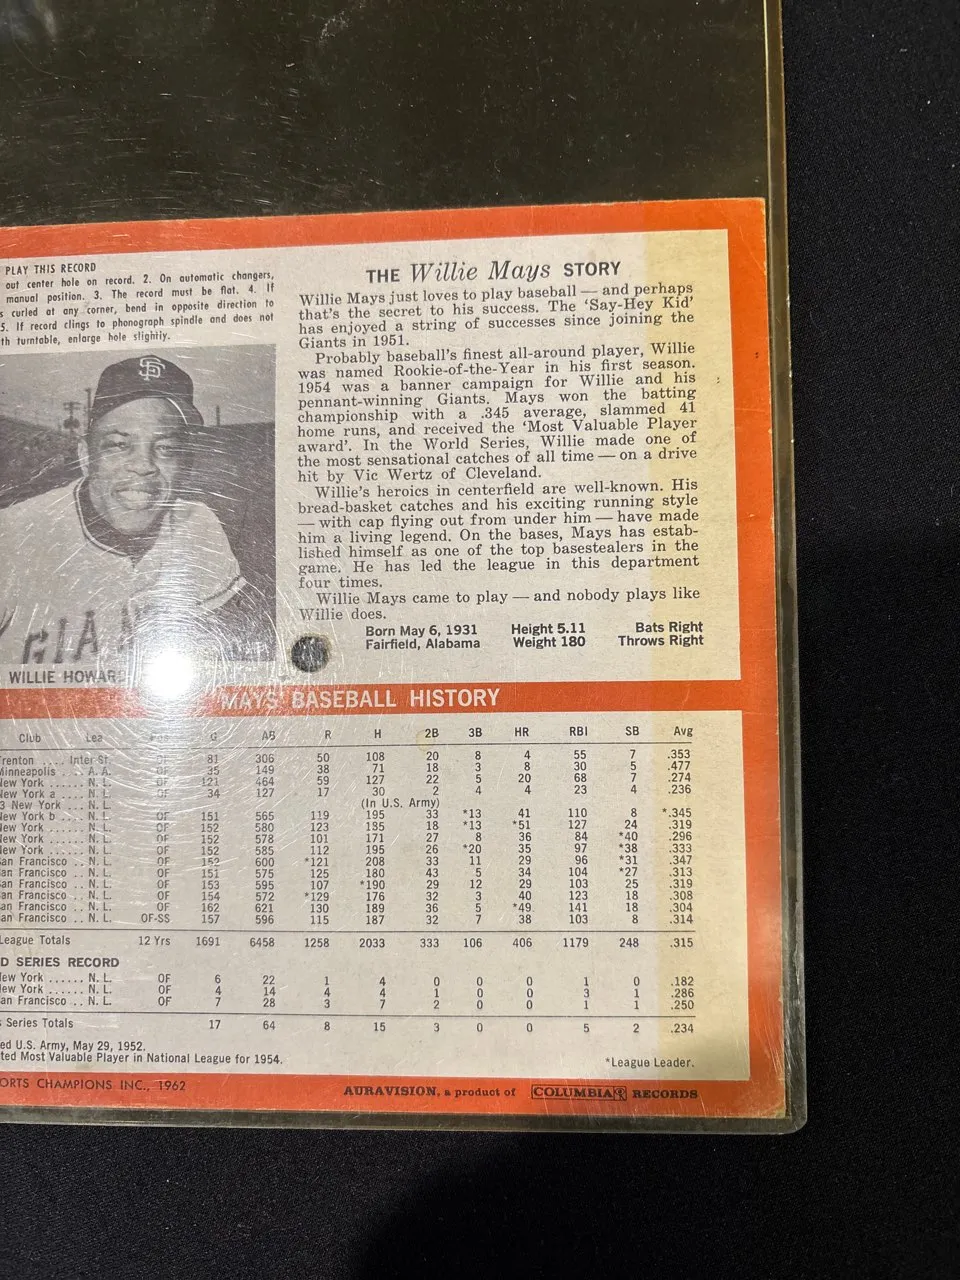 PLAY THIS RECORD
out center hole on record. 2. On automatic changers,
manual position. 3. The record must be flat. 4. If
s curled at any corner, bend in opposite direction to
5. If record clings to phonograph spindle and does not
th turntable, enlarge hole slightly.
SF
GIAN
WILLIE HOWARD
THE Willie Mays STORY
Willie Mays just loves to play baseball — and perhaps
that's the secret to his success. The 'Say-Hey Kid'
has enjoyed a string of successes since joining the
Giants in 1951.
Probably baseball's finest all-around player, Willie
was named Rookie-of-the-Year in his first season.
1954 was a banner campaign for Willie and his
pennant-winning Giants. Mays won the batting
championship with a .345 average, slammed 41
home runs, and received the 'Most Valuable Player
award'. In the World Series, Willie made one of
the most sensational catches of all time — on a drive
hit by Vic Wertz of Cleveland.
Willie's heroics in centerfield are well-known. His
bread-basket catches and his exciting running style
— with cap flying out from under him — have made
him a living legend. On the bases, Mays has estab-
lished himself as one of the top basestealers in the
game. He has led the league in this department
four times.
Willie Mays came to play — and nobody plays like
Willie does.
Born May 6, 1931 Height 5.11 Bats Right
Fairfield, Alabama Weight 180 Throws Right
MAYS BASEBALL HISTORY
Club Lea Pos G AB R H 2B 3B HR RBI SB Avg
Trenton .... Inter St. OF 81 306 50 108 20 8 4 55 7 .353
Minneapolis ... A. A. OF 35 149 38 71 18 3 8 30 5 .477
New York ...... N. L. OF 121 464 59 127 22 5 20 68 7 .274
New York a .... N. L. OF 34 127 17 30 2 4 4 23 4 .236
3 New York ... N. L. (In U.S. Army)
New York b .... N. L. OF 151 565 119 195 33 *13 41 110 8 *.345
New York ...... N. L. OF 152 580 123 185 18 *13 *51 127 24 .319
New York ...... N. L. OF 152 578 101 171 27 8 36 84 *40 .296
New York ...... N. L. OF 152 585 112 195 26 *20 35 97 *38 .333
San Francisco .. N. L. OF 152 600 *121 208 33 11 29 96 *31 .347
San Francisco .. N. L. OF 151 575 125 180 43 5 34 104 *27 .313
San Francisco .. N. L. OF 153 595 107 *190 29 12 29 103 25 .319
San Francisco .. N. L. OF 154 572 *129 176 32 3 40 123 18 .308
San Francisco .. N. L. OF 162 621 130 189 36 5 *49 141 18 .304
San Francisco .. N. L. OF-SS 157 596 115 187 32 7 38 103 8 .314
League Totals 12 Yrs 1691 6458 1258 2033 333 106 406 1179 248 .315
D SERIES RECORD
New York ...... N. L. OF 6 22 1 4 0 0 0 1 0 .182
New York ...... N. L. OF 4 14 4 4 1 0 0 3 1 .286
San Francisco .. N. L. OF 7 28 3 7 2 0 0 1 1 .250
s Series Totals 17 64 8 15 3 0 0 5 2 .234
ed U.S. Army, May 29, 1952.
ted Most Valuable Player in National League for 1954.
*League Leader.
ORTS CHAMPIONS INC., 1962
AURAVISION, a product of COLUMBIA RECORDS